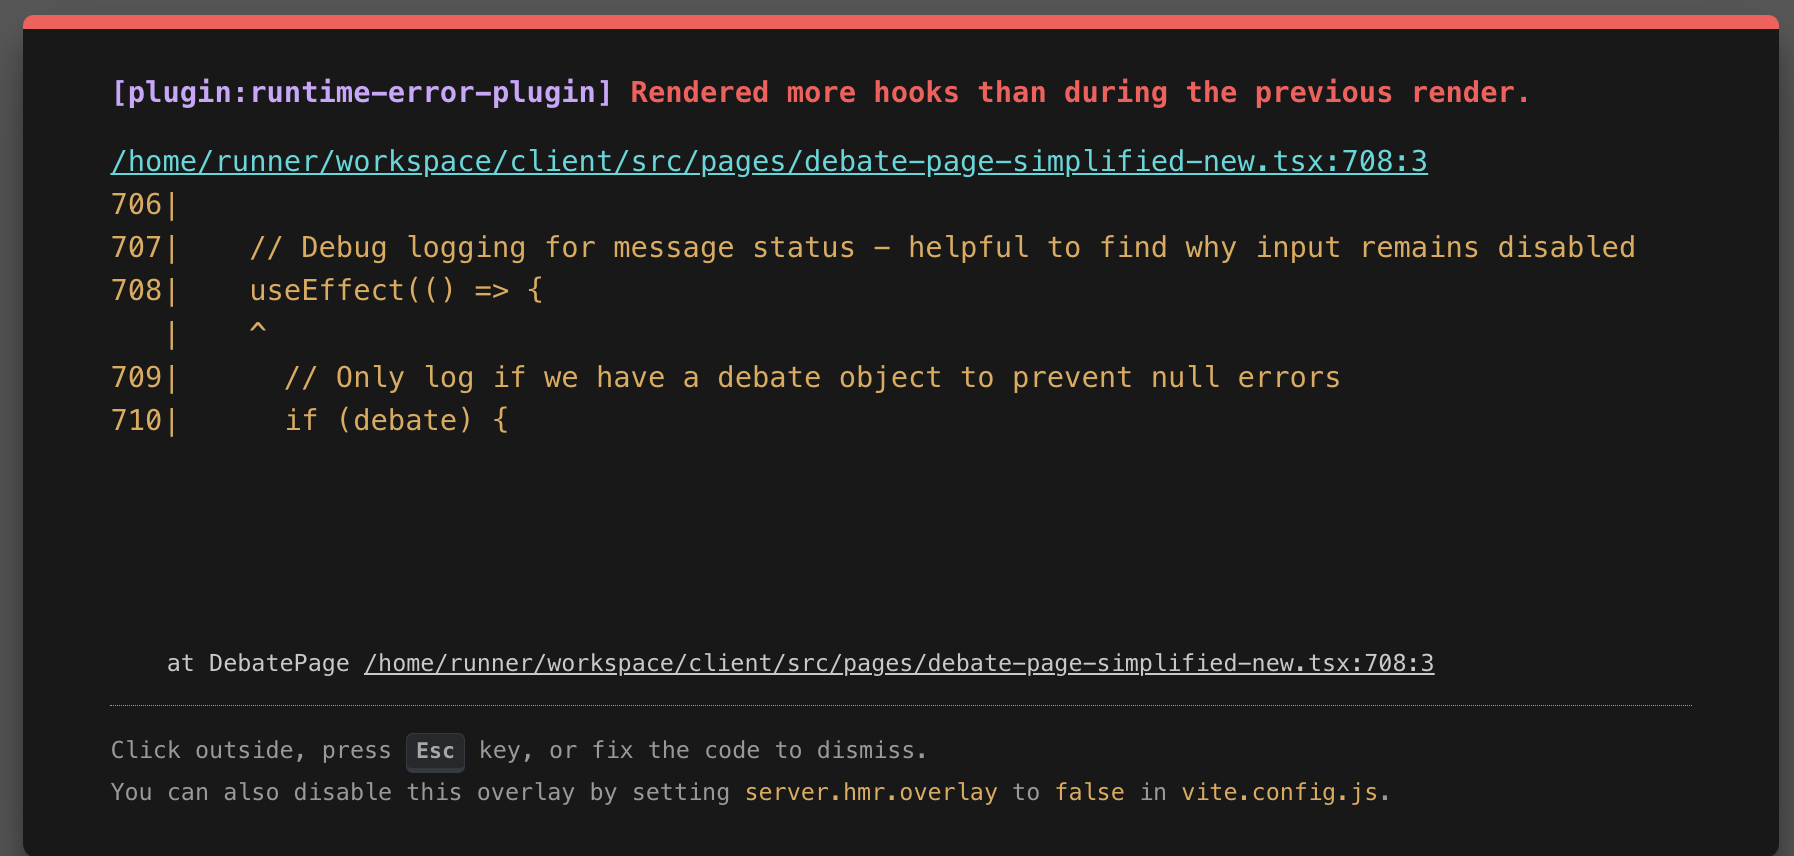 [plugin:runtime-error-plugin] Rendered more hooks than during the previous render.
/home/runner/workspace/client/src/pages/debate-page-simplified-new.tsx:708:3
706|
707|    // Debug logging for message status – helpful to find why input remains disabled
708|    useEffect(() => {
   |    ^
709|      // Only log if we have a debate object to prevent null errors
710|      if (debate) {
at DebatePage /home/runner/workspace/client/src/pages/debate-page-simplified-new.tsx:708:3
Click outside, press Esc key, or fix the code to dismiss.
You can also disable this overlay by setting server.hmr.overlay to false in vite.config.js.